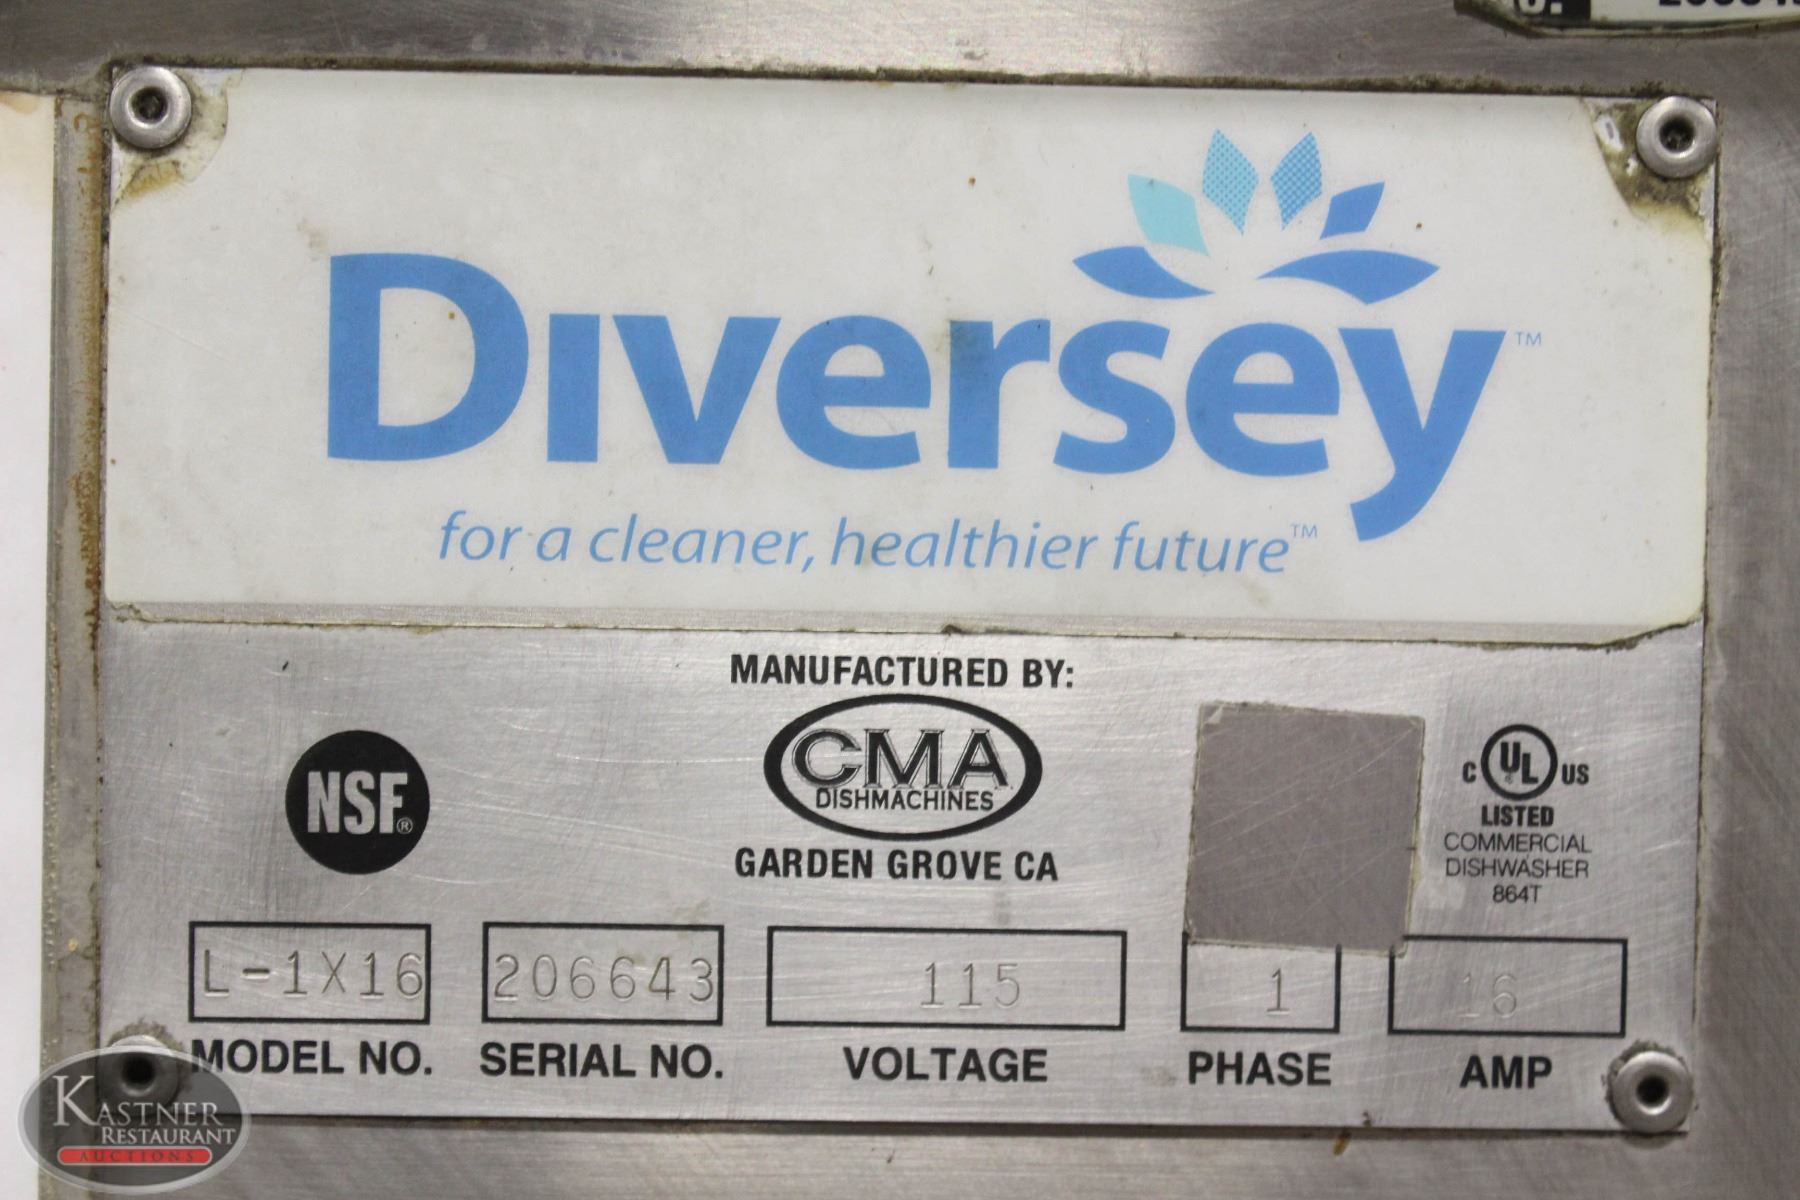 Diversey™
for a cleaner, healthier future™
MANUFACTURED BY:
CMA
DISHMACHINES
GARDEN GROVE CA
NSF®
C UL® US
LISTED
COMMERCIAL
DISHWASHER
864T
L-1X16 206643 115 1 16
MODEL NO. SERIAL NO. VOLTAGE PHASE AMP
KASTNER
RESTAURANT
AUCTIONS